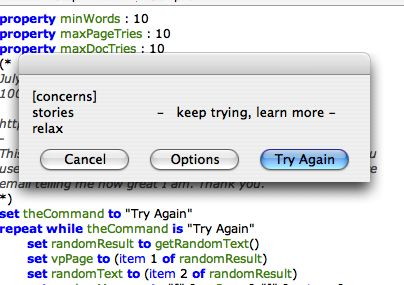 property minWords : 10
property maxPageTries : 10
property maxDocTries : 10
(*
July
100
[concerns]
stories - keep trying, learn more -
relax
http
-
This
u
Cancel Options Try Again
use
email telling me how great I am. Thank you.
*)
set theCommand to "Try Again"
repeat while theCommand is "Try Again"
set randomResult to getRandomText()
set vpPage to (item 1 of randomResult)
set randomText to (item 2 of randomResult)